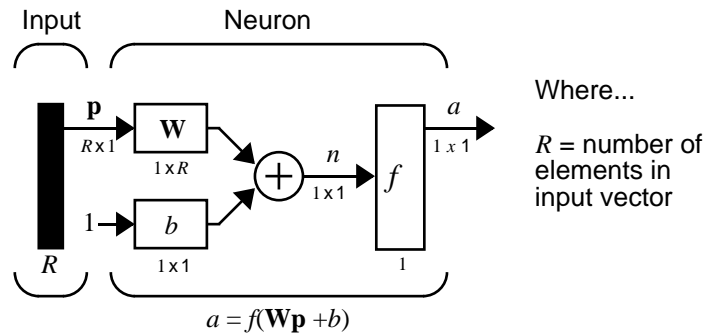 Input
Neuron
p
R x 1
W
1 x R
1
b
1 x 1
n
1 x 1
f
1
a
1 x 1
R
a = f(Wp +b)
Where...
R = number of
elements in
input vector